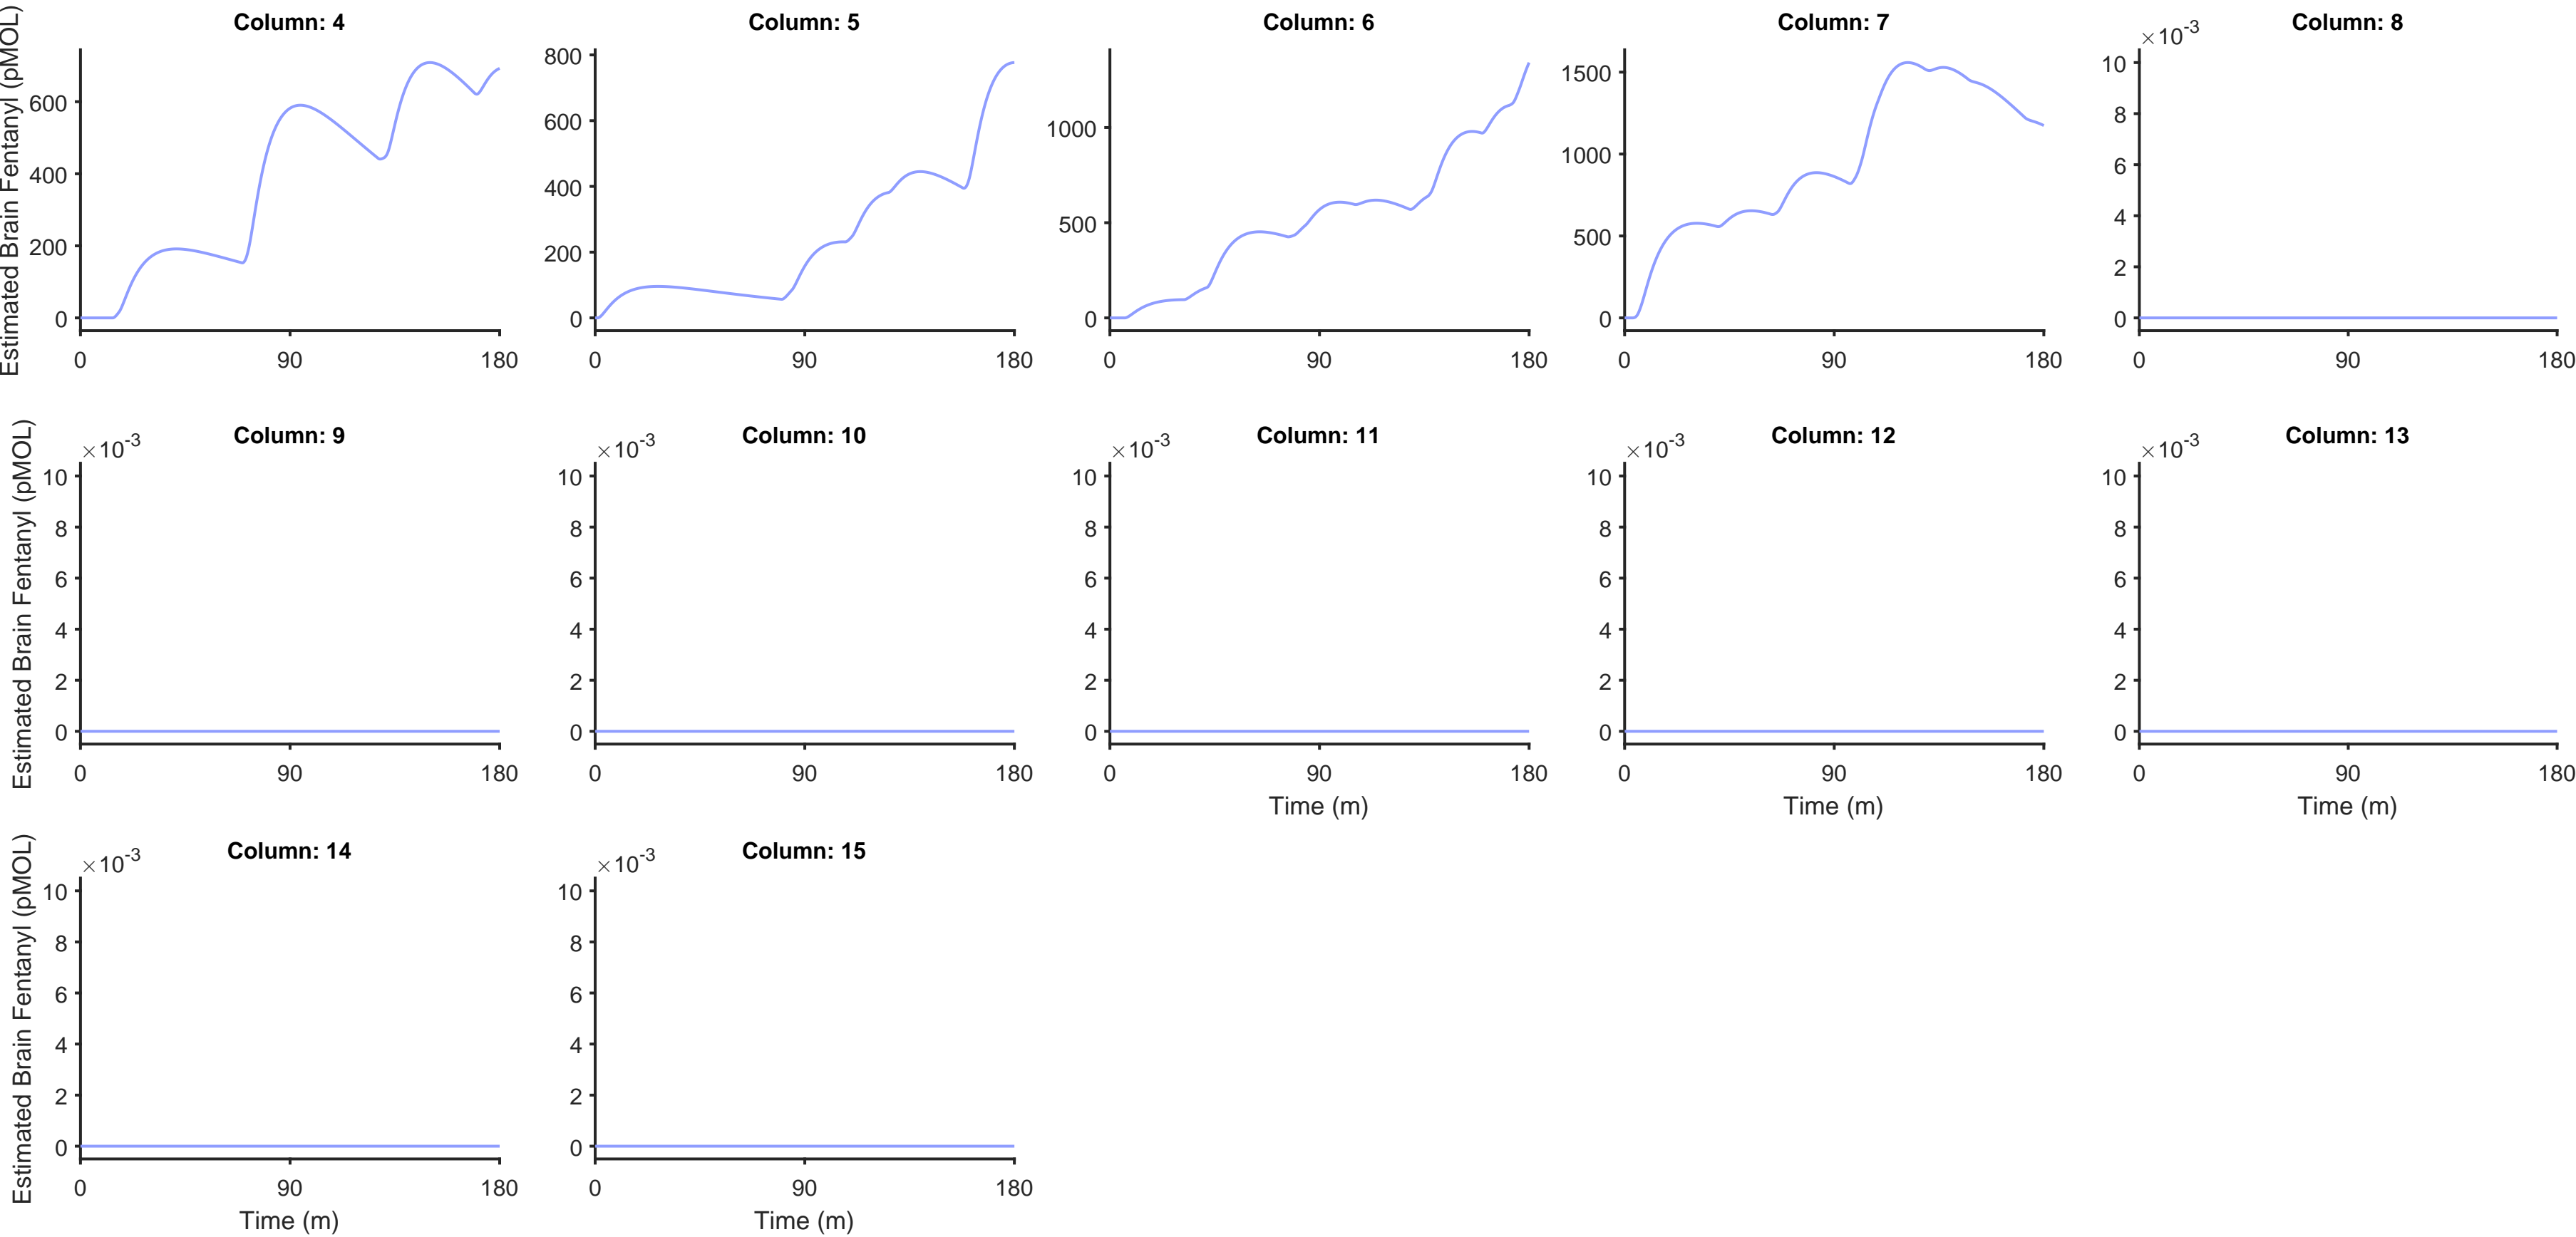 Column: 4
Column: 5
Column: 6
Column: 7
Column: 8
Estimated Brain Fentanyl (pMOL)
600
400
200
0
0 90 180
800
600
400
200
0
0 90 180
1000
500
0
0 90 180
1500
1000
500
0
0 90 180
×10-3
10
8
6
4
2
0
0 90 180
Column: 9
Column: 10
Column: 11
Column: 12
Column: 13
Estimated Brain Fentanyl (pMOL)
×10-3
10
8
6
4
2
0
0 90 180
×10-3
10
8
6
4
2
0
0 90 180
×10-3
10
8
6
4
2
0
0 90 180
Time (m)
×10-3
10
8
6
4
2
0
0 90 180
Time (m)
×10-3
10
8
6
4
2
0
0 90 180
Time (m)
Column: 14
Column: 15
Estimated Brain Fentanyl (pMOL)
×10-3
10
8
6
4
2
0
0 90 180
Time (m)
×10-3
10
8
6
4
2
0
0 90 180
Time (m)